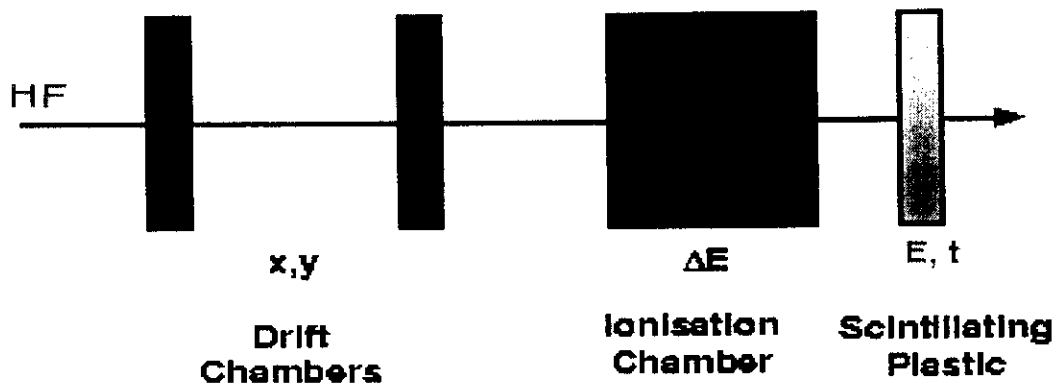 HF
x,y
ΔE
E, t
Drift
Chambers
Ionisation
Chamber
Scintillating
Plastic